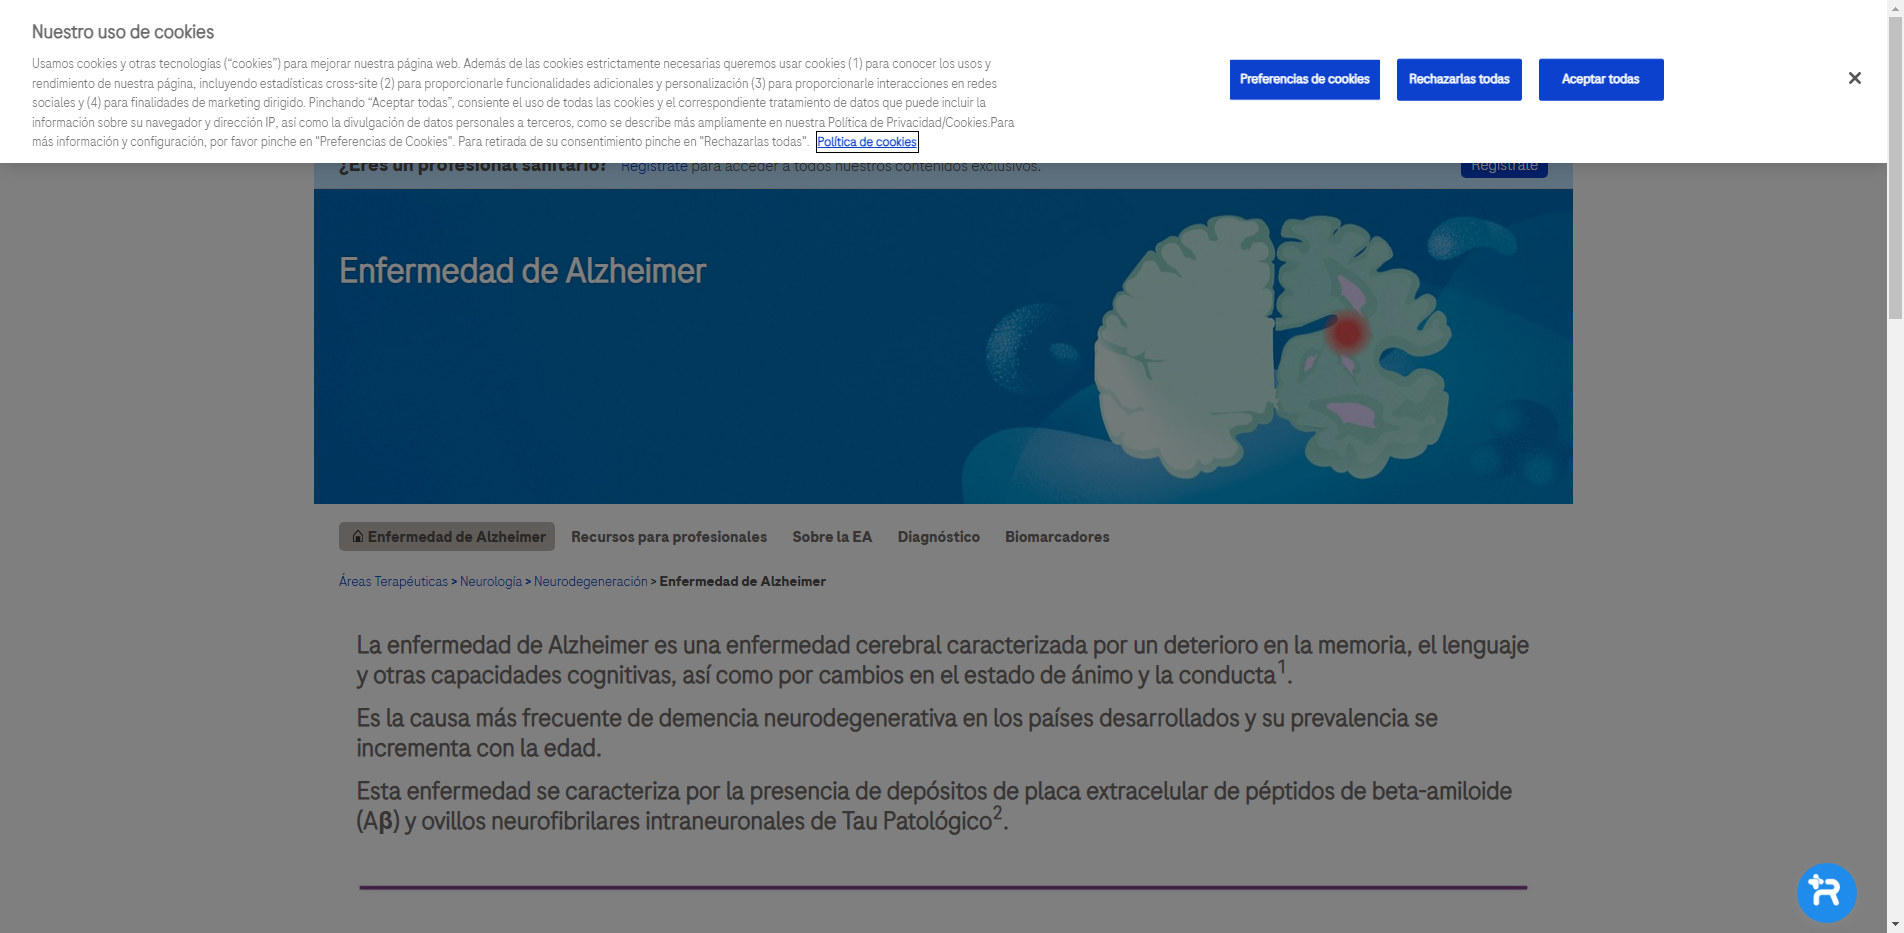 Nuestro uso de cookies
Usamos cookies y otras tecnologías (“cookies”) para mejorar nuestra página web. Además de las cookies estrictamente necesarias queremos usar cookies (1) para conocer los usos y
rendimiento de nuestra página, incluyendo estadísticas cross-site (2) para proporcionarle funcionalidades adicionales y personalización (3) para proporcionarle interacciones en redes
sociales y (4) para finalidades de marketing dirigido. Pinchando “Aceptar todas”, consiente el uso de todas las cookies y el correspondiente tratamiento de datos que puede incluir la
información sobre su navegador y dirección IP, así como la divulgación de datos personales a terceros, como se describe más ampliamente en nuestra Política de Privacidad/Cookies.Para
más información y configuración, por favor pinche en "Preferencias de Cookies". Para retirada de su consentimiento pinche en "Rechazarlas todas". Política de cookies
Preferencias de cookies
Rechazarlas todas
Aceptar todas
¿Eres un profesional sanitario? Regístrate para acceder a todos nuestros contenidos exclusivos.
Regístrate
Enfermedad de Alzheimer
Enfermedad de Alzheimer Recursos para profesionales Sobre la EA Diagnóstico Biomarcadores
Áreas Terapéuticas > Neurología > Neurodegeneración > Enfermedad de Alzheimer
La enfermedad de Alzheimer es una enfermedad cerebral caracterizada por un deterioro en la memoria, el lenguaje
y otras capacidades cognitivas, así como por cambios en el estado de ánimo y la conducta1.
Es la causa más frecuente de demencia neurodegenerativa en los países desarrollados y su prevalencia se
incrementa con la edad.
Esta enfermedad se caracteriza por la presencia de depósitos de placa extracelular de péptidos de beta-amiloide
(Aβ) y ovillos neurofibrilares intraneuronales de Tau Patológico2.